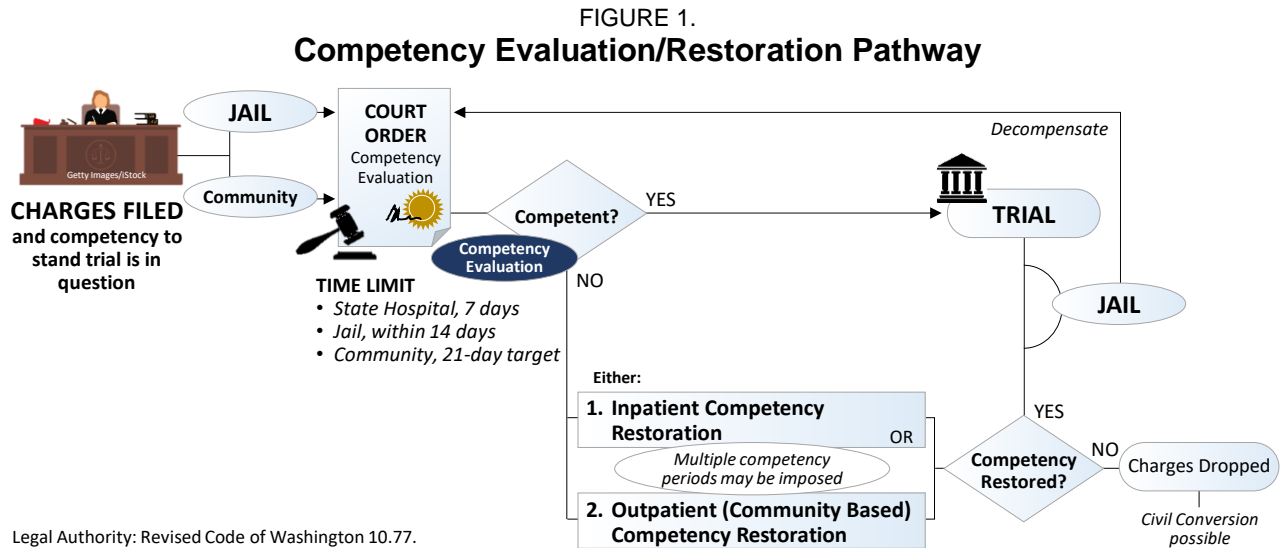 FIGURE 1.
Competency Evaluation/Restoration Pathway
Getty Images/iStock
CHARGES FILED
and competency to
stand trial is in
question
JAIL
Community
COURT
ORDER
Competency
Evaluation
TIME LIMIT
• State Hospital, 7 days
• Jail, within 14 days
• Community, 21-day target
Competent?
Competency
Evaluation
YES
NO
TRIAL
Decompensate
JAIL
Either:
1. Inpatient Competency
Restoration
OR
Multiple competency
periods may be imposed
2. Outpatient (Community Based)
Competency Restoration
YES
Competency
Restored?
NO
Charges Dropped
Civil Conversion
possible
Legal Authority: Revised Code of Washington 10.77.